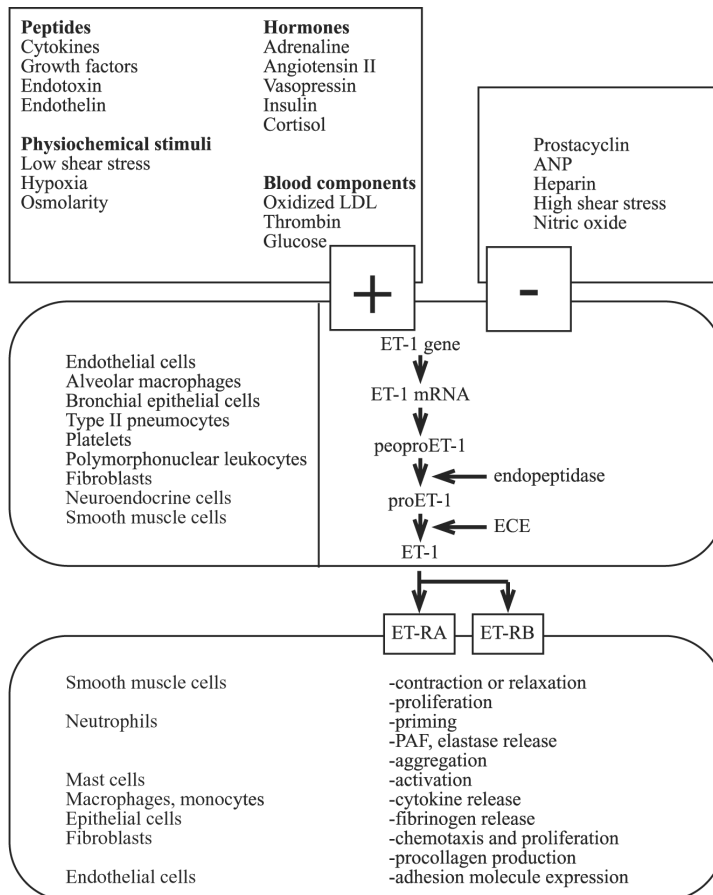 Peptides
Cytokines
Growth factors
Endotoxin
Endothelin
Physiochemical stimuli
Low shear stress
Hypoxia
Osmolarity
Hormones
Adrenaline
Angiotensin II
Vasopressin
Insulin
Cortisol
Blood components
Oxidized LDL
Thrombin
Glucose
Prostacyclin
ANP
Heparin
High shear stress
Nitric oxide
+
-
Endothelial cells
Alveolar macrophages
Bronchial epithelial cells
Type II pneumocytes
Platelets
Polymorphonuclear leukocytes
Fibroblasts
Neuroendocrine cells
Smooth muscle cells
ET-1 gene
ET-1 mRNA
peoproET-1
endopeptidase
proET-1
ECE
ET-1
ET-RA
ET-RB
Smooth muscle cells -contraction or relaxation
-proliferation
Neutrophils -priming
-PAF, elastase release
-aggregation
Mast cells -activation
Macrophages, monocytes -cytokine release
Epithelial cells -fibrinogen release
Fibroblasts -chemotaxis and proliferation
-procollagen production
Endothelial cells -adhesion molecule expression